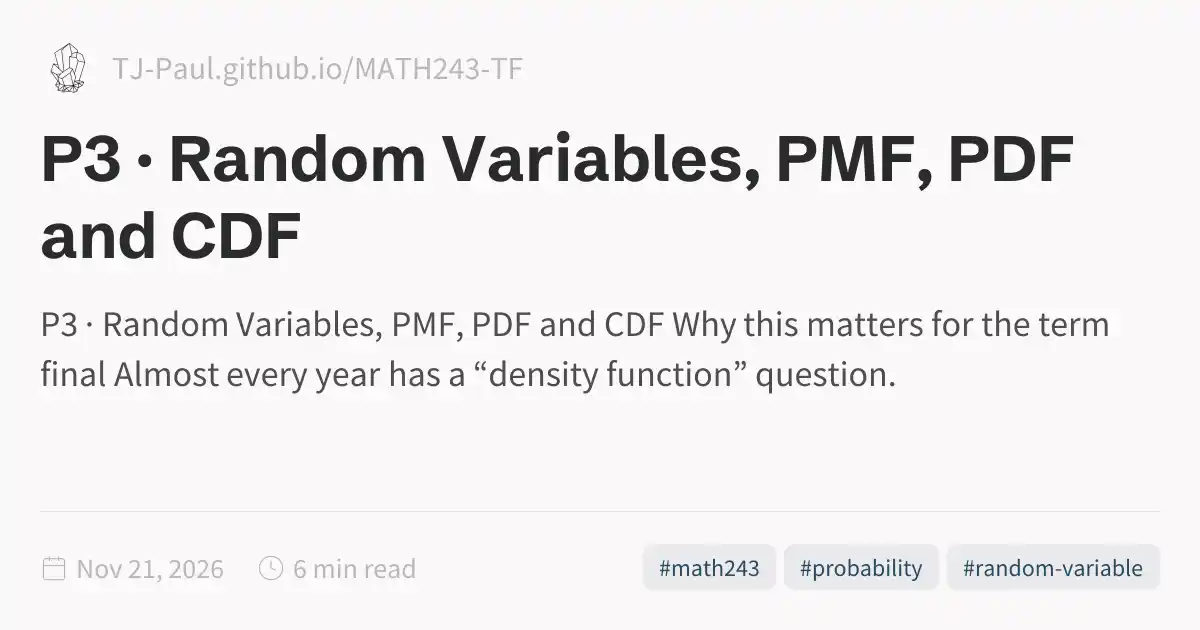 TJ-Paul.github.io/MATH243-TF
P3 · Random Variables, PMF, PDF
and CDF
P3 · Random Variables, PMF, PDF and CDF Why this matters for the term
final Almost every year has a “density function” question.
Nov 21, 2026 6 min read #math243 #probability #random-variable